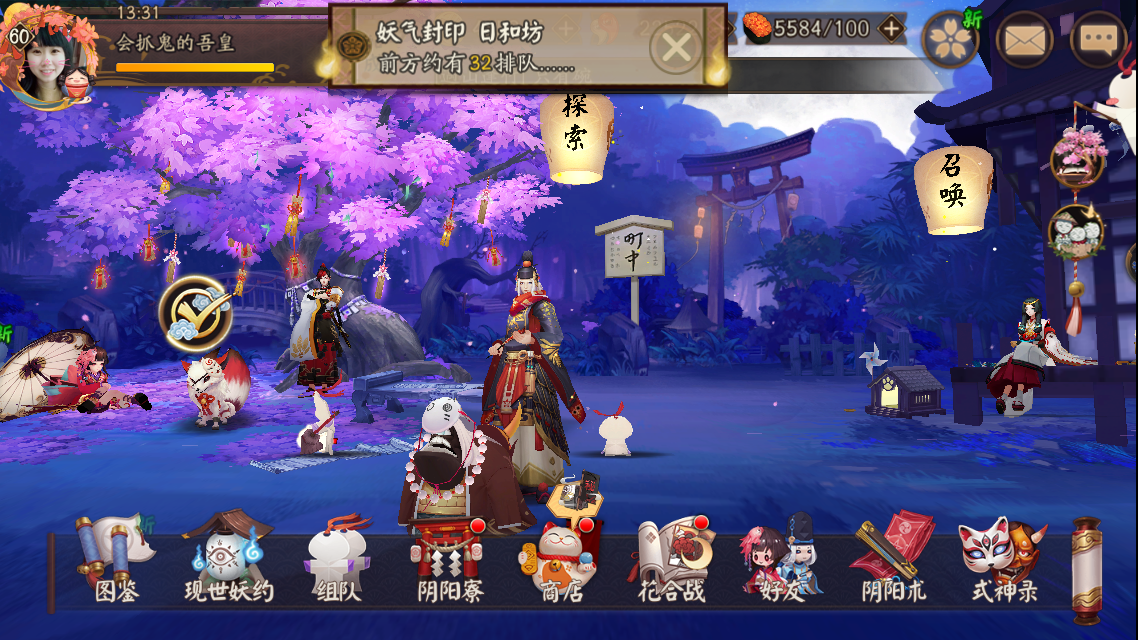 13:31
60
会抓鬼的吾皇
妖气封印 日和坊
前方约有32排队......
5584/100
新
探索
召唤
町中
新
图鉴
现世妖约
组队
阴阳寮
商店
花合战
好友
阴阳术
式神录